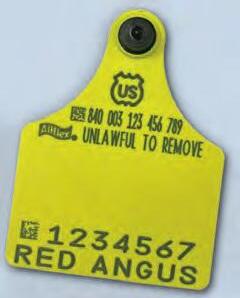 US
840 003 123 456 789
Allflex. UNLAWFUL TO REMOVE
1234567
RED ANGUS